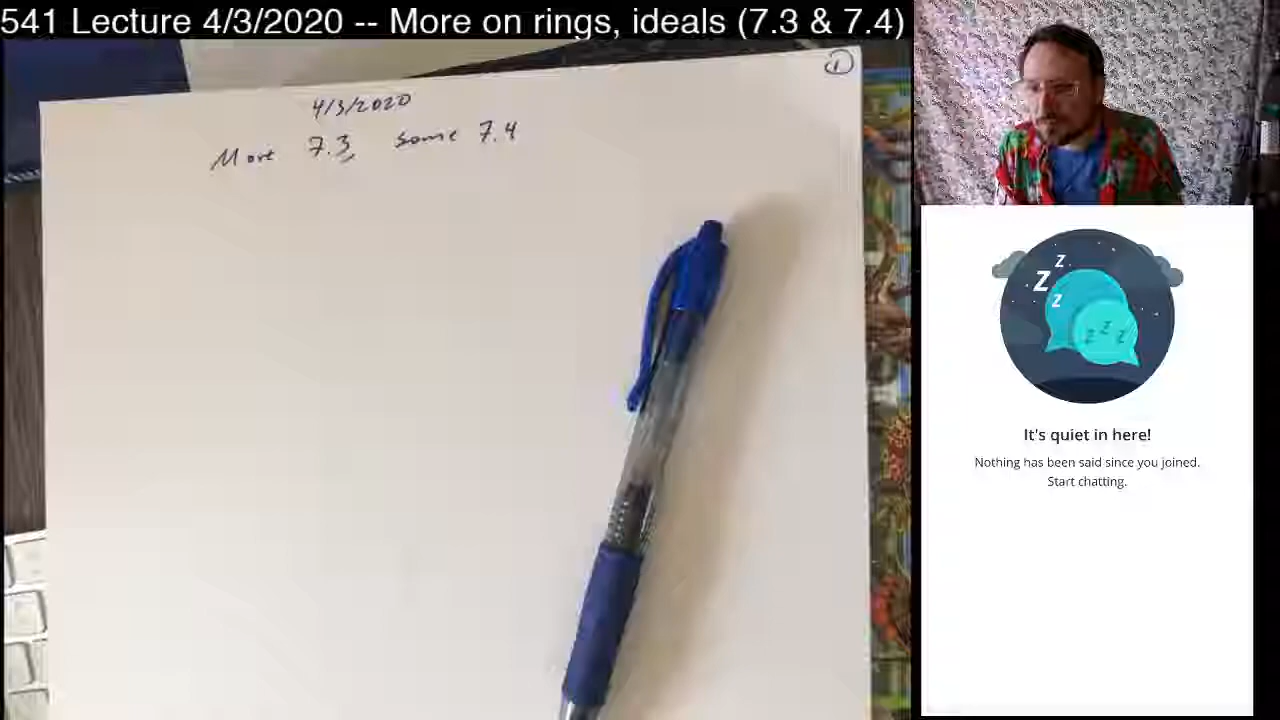 541 Lecture 4/3/2020 -- More on rings, ideals (7.3 & 7.4)
1
4/3/2020
More 7.3, some 7.4
z
z
z
z
z
z
It's quiet in here!
Nothing has been said since you joined.
Start chatting.